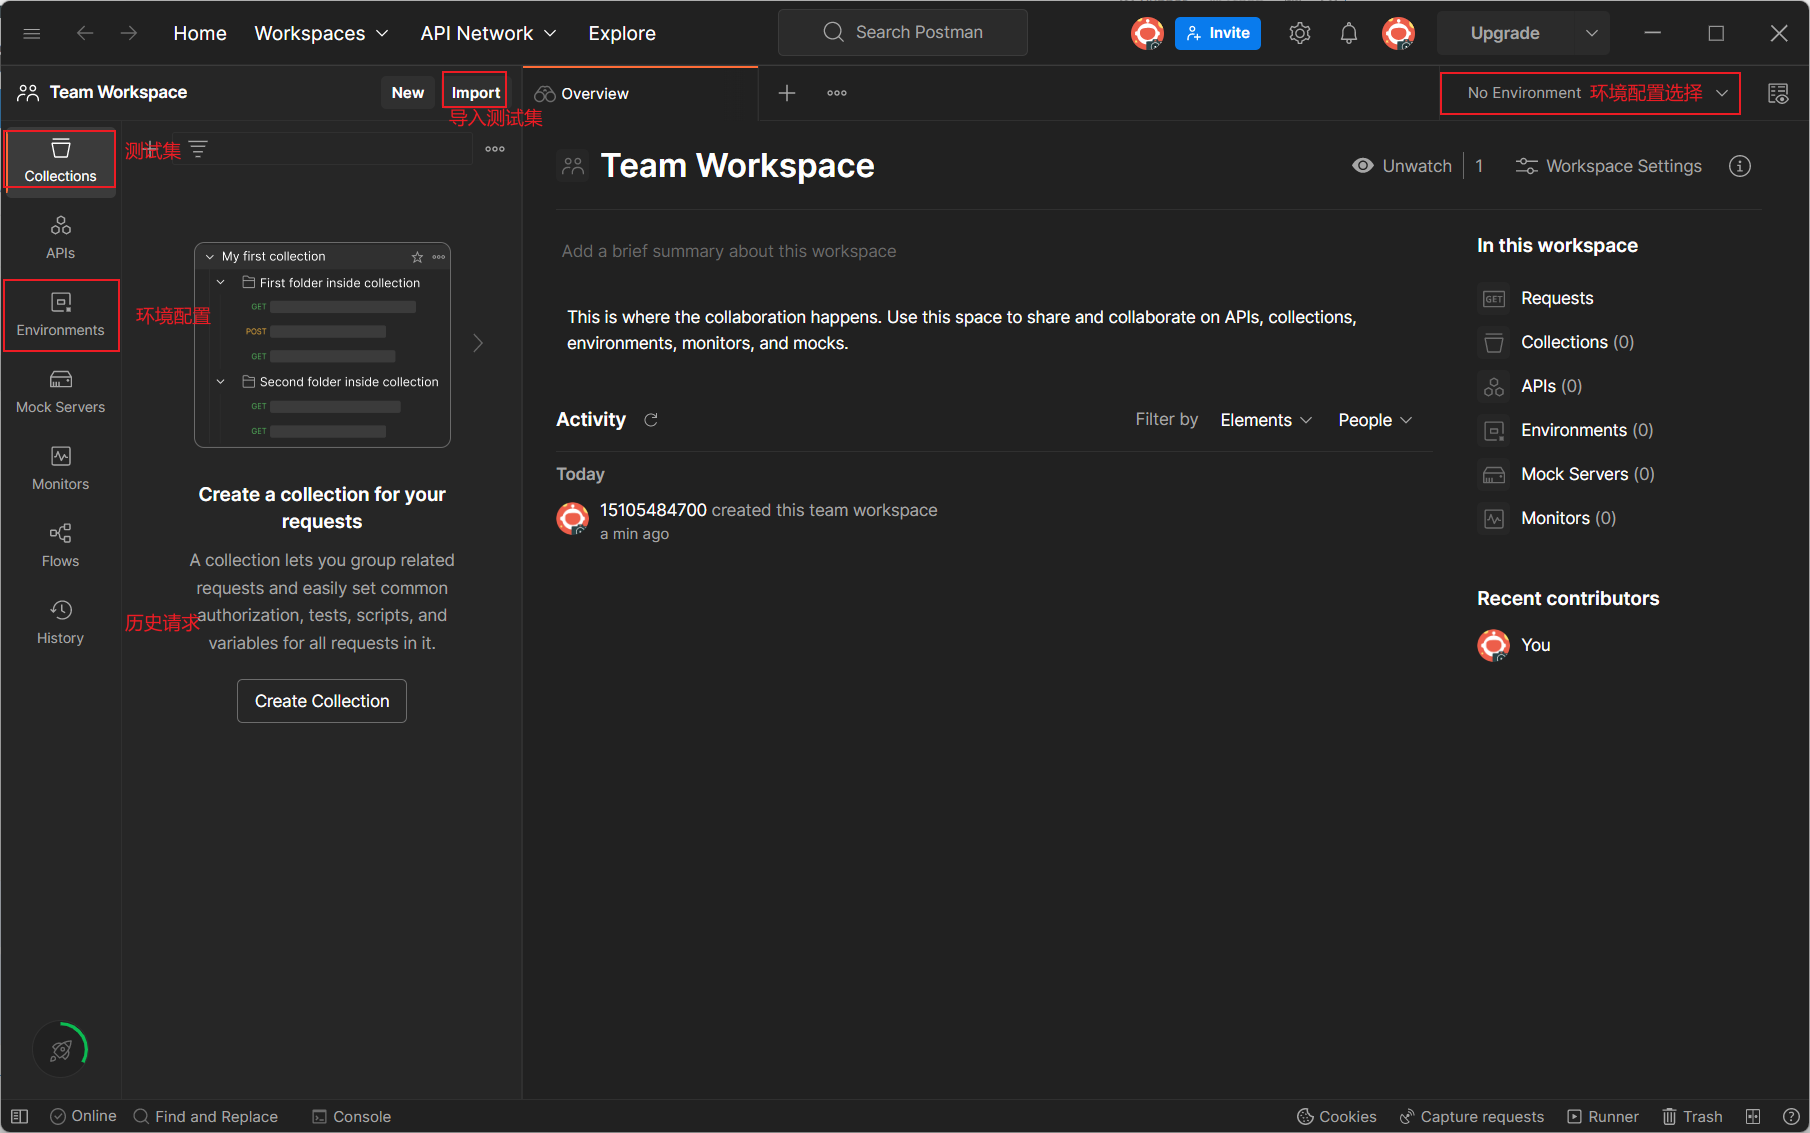 Home Workspaces API Network Explore Search Postman Invite Upgrade
Team Workspace New Import Overview No Environment 环境配置选择
导入测试集
测试集
Collections
APIs
Environments
环境配置
Mock Servers
Monitors
Flows
History
历史请求
My first collection
First folder inside collection
GET
POST
GET
Second folder inside collection
GET
GET
Create a collection for your
requests
A collection lets you group related
requests and easily set common
authorization, tests, scripts, and
variables for all requests in it.
Create Collection
Team Workspace
Unwatch 1 Workspace Settings
Add a brief summary about this workspace
This is where the collaboration happens. Use this space to share and collaborate on APIs, collections,
environments, monitors, and mocks.
Activity Filter by Elements People
Today
15105484700 created this team workspace
a min ago
In this workspace
GET Requests
Collections (0)
APIs (0)
Environments (0)
Mock Servers (0)
Monitors (0)
Recent contributors
You
Online Find and Replace Console Cookies Capture requests Runner Trash